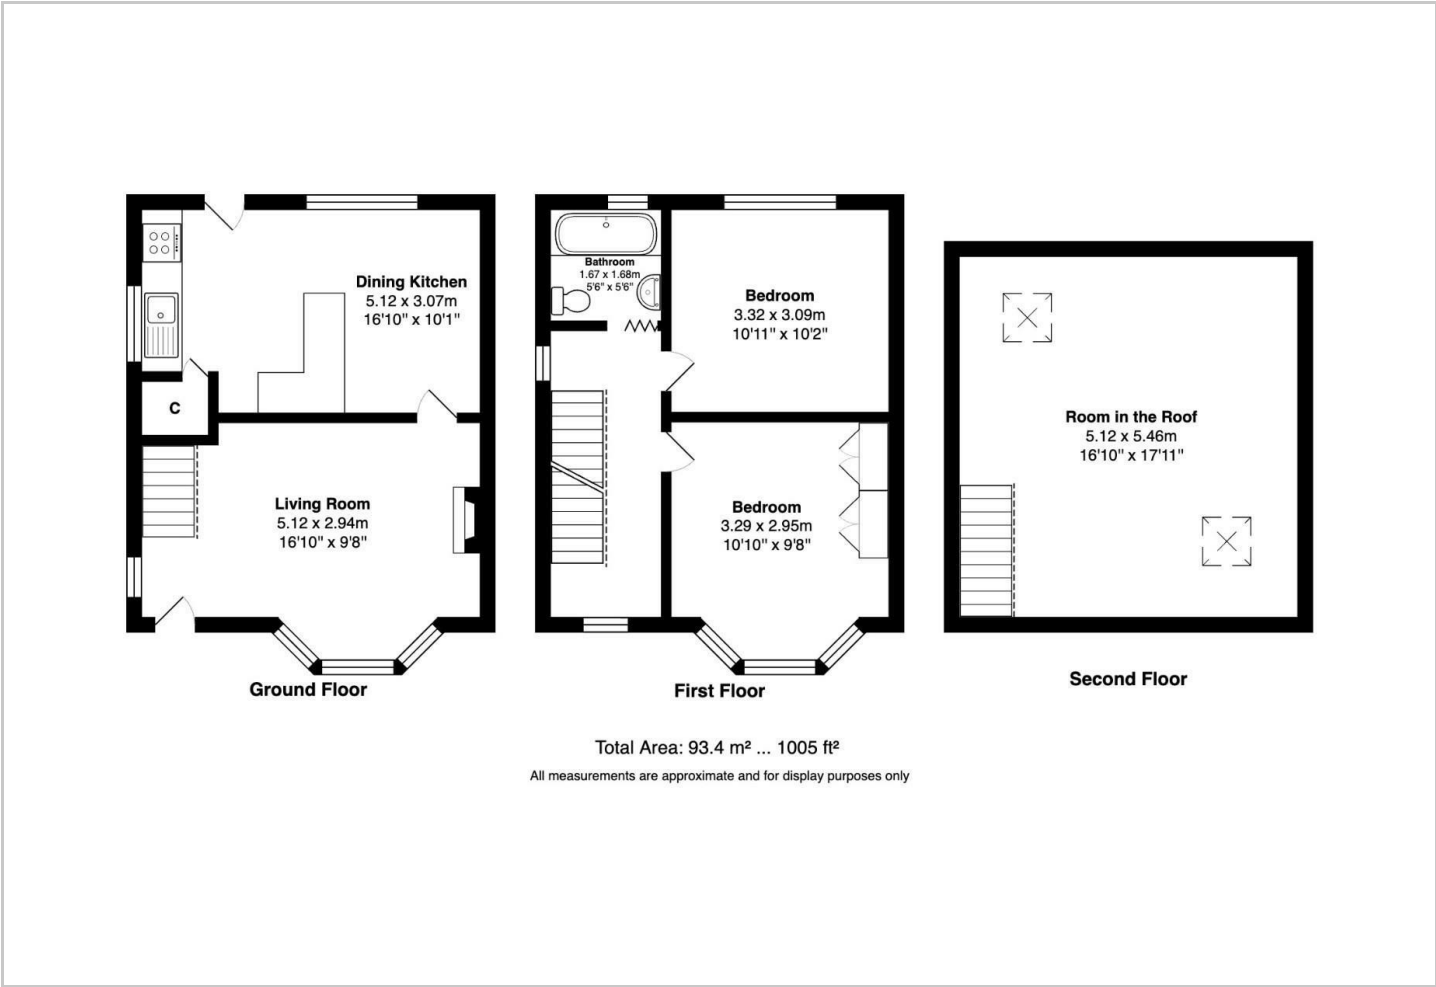 Dining Kitchen
5.12 x 3.07m
16'10" x 10'1"
C
Living Room
5.12 x 2.94m
16'10" x 9'8"
Ground Floor
Bathroom
1.67 x 1.68m
5'6" x 5'6"
Bedroom
3.32 x 3.09m
10'11" x 10'2"
Bedroom
3.29 x 2.95m
10'10" x 9'8"
First Floor
Room in the Roof
5.12 x 5.46m
16'10" x 17'11"
Second Floor
Total Area: 93.4 m² ... 1005 ft²
All measurements are approximate and for display purposes only